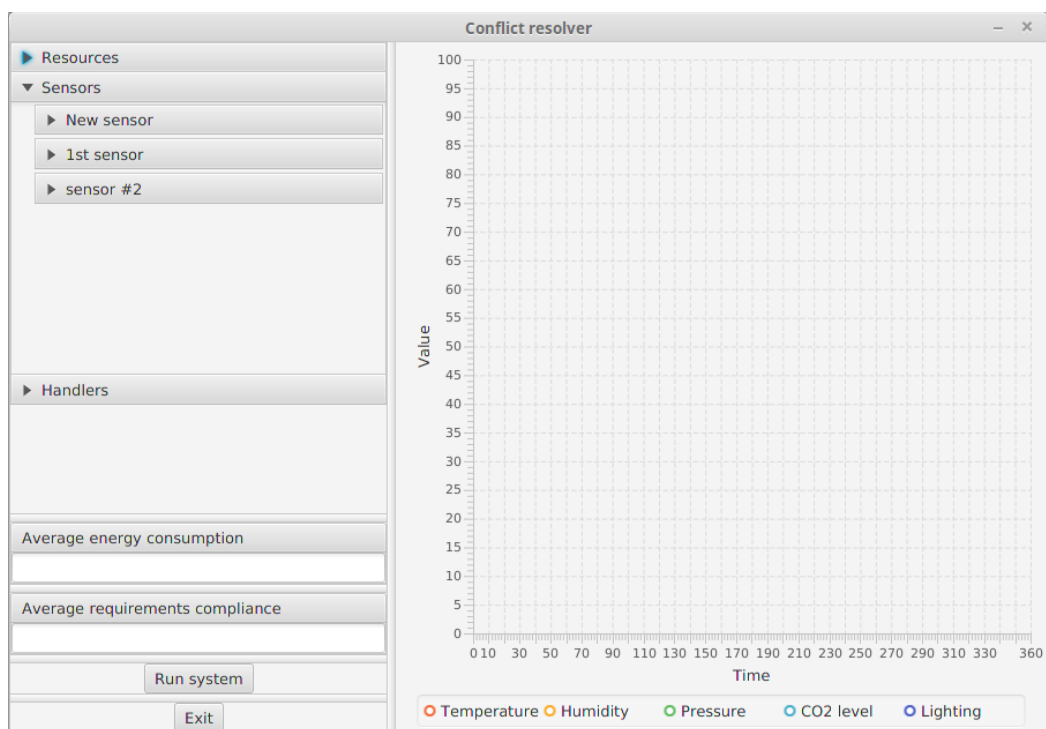 Conflict resolver
Resources
Sensors
New sensor
1st sensor
sensor #2
Handlers
Average energy consumption
Average requirements compliance
Run system
Exit
100
95
90
85
80
75
70
65
60
55
50
45
40
35
30
25
20
15
10
5
0
Value
0 10 30 50 70 90 110 130 150 170 190 210 230 250 270 290 310 330 360
Time
Temperature Humidity Pressure CO2 level Lighting